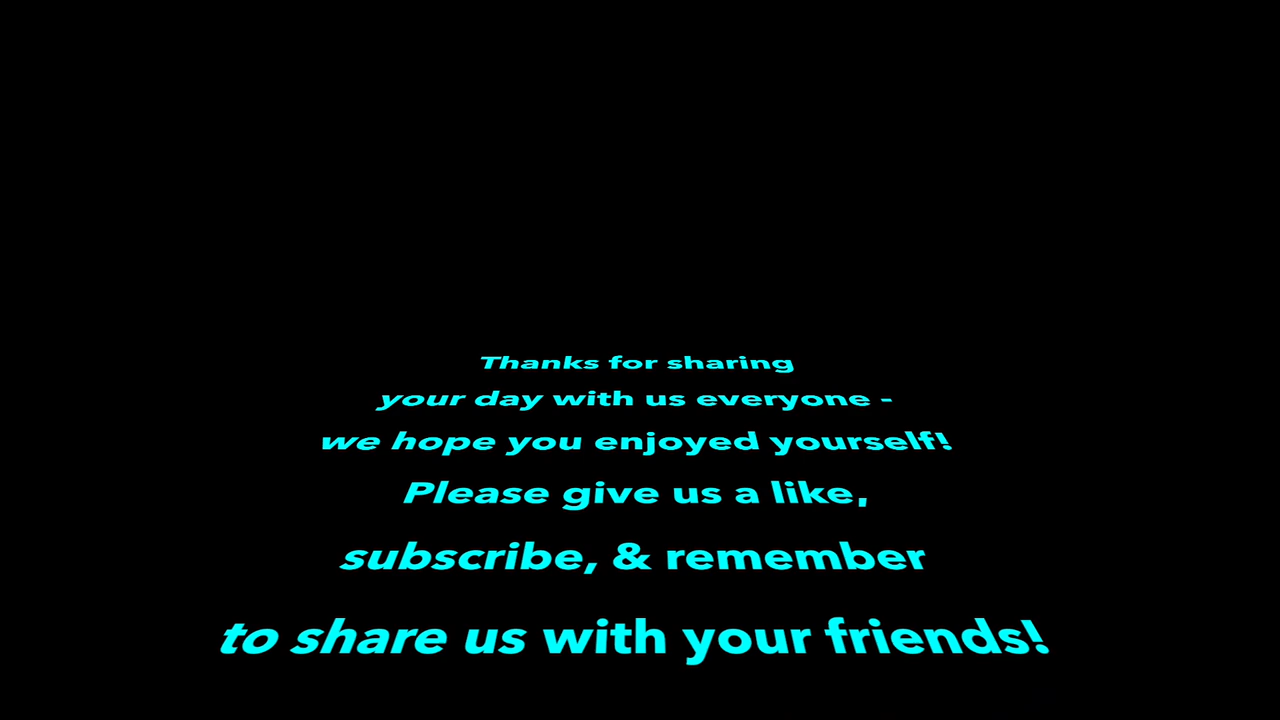 Thanks for sharing
your day with us everyone -
we hope you enjoyed yourself!
Please give us a like,
subscribe, & remember
to share us with your friends!